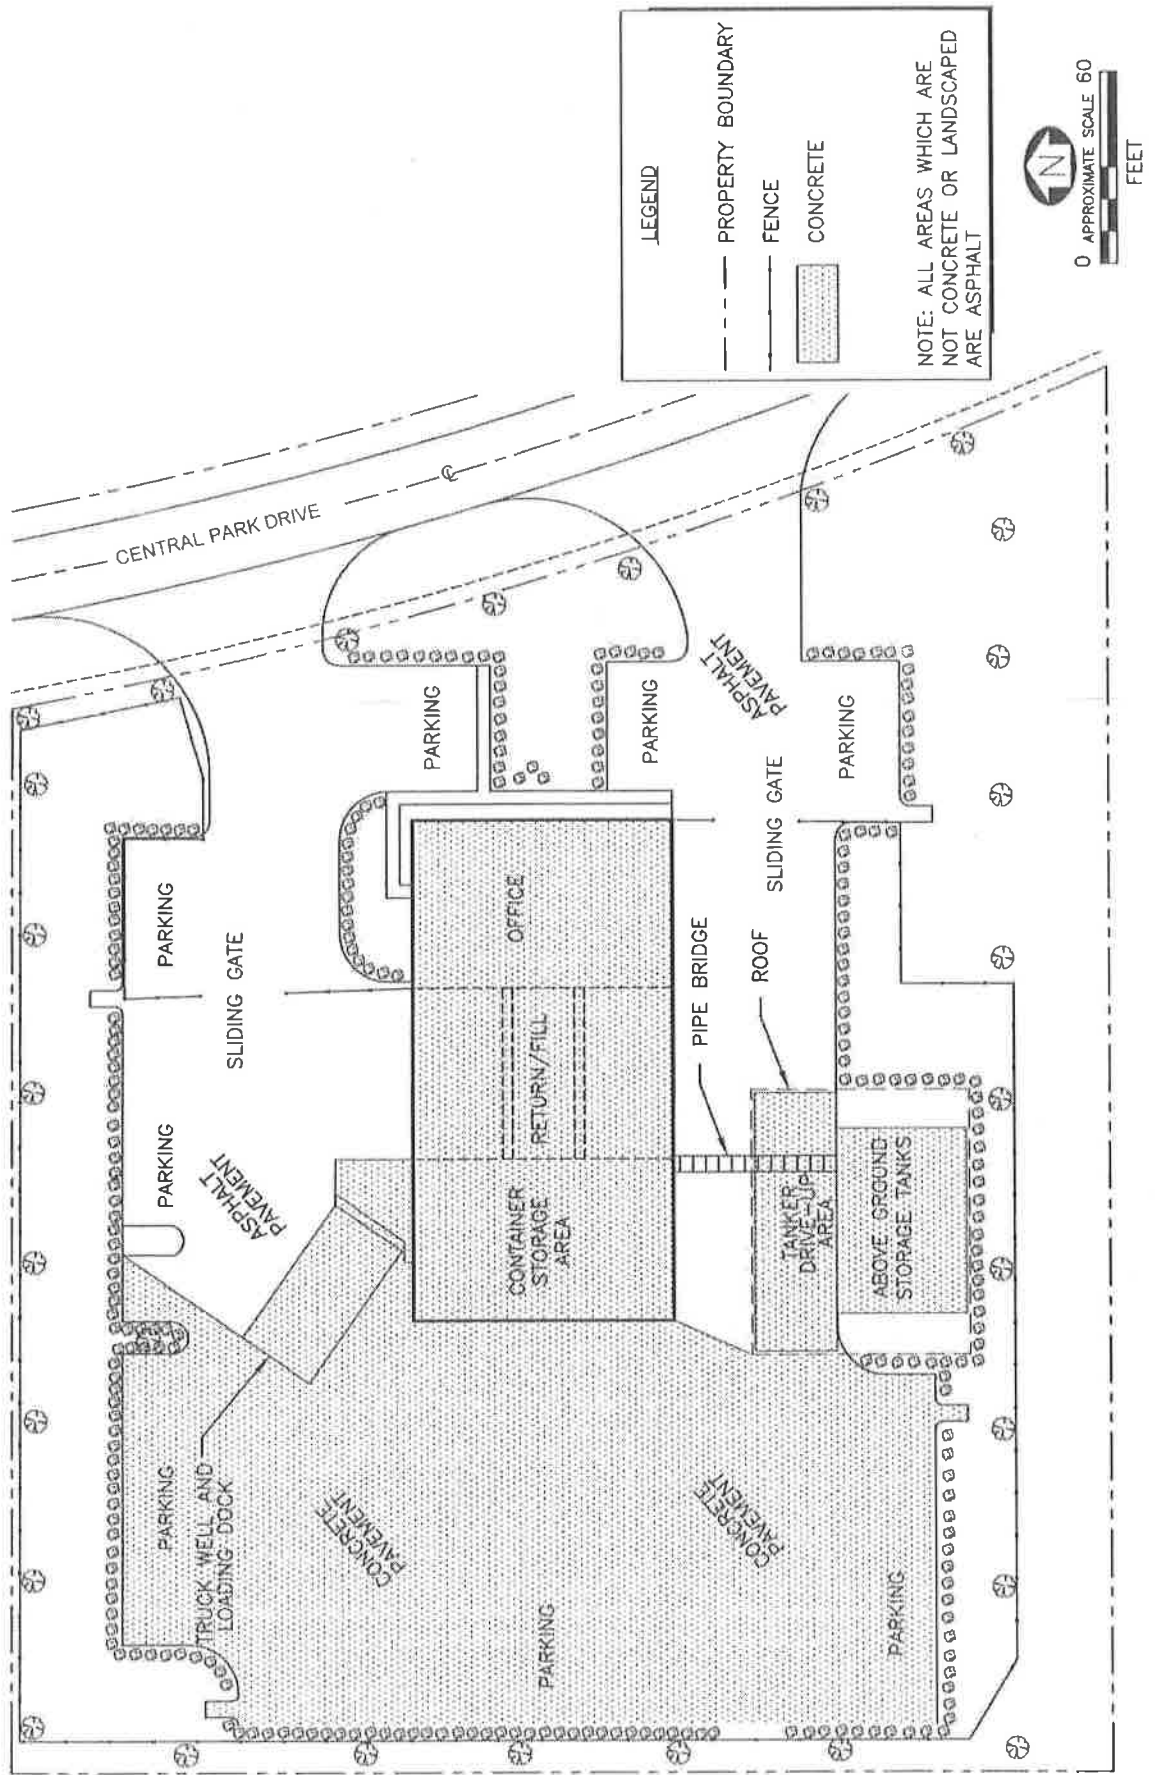 CENTRAL PARK DRIVE
℄
LEGEND
PROPERTY BOUNDARY
FENCE
CONCRETE
NOTE: ALL AREAS WHICH ARE
NOT CONCRETE OR LANDSCAPED
ARE ASPHALT
N
0 APPROXIMATE SCALE 60
FEET
PARKING
SLIDING GATE
PARKING
ASPHALT
PAVEMENT
PARKING
TRUCK WELL AND
LOADING DOCK
CONCRETE
PAVEMENT
PARKING
PARKING
ASPHALT
PAVEMENT
PARKING
SLIDING GATE
OFFICE
RETURN/FILL
CONTAINER
STORAGE
AREA
PIPE BRIDGE
ROOF
TANKER
DRIVE-UP
AREA
ABOVE GROUND
STORAGE TANKS
CONCRETE
PAVEMENT
PARKING
PARKING